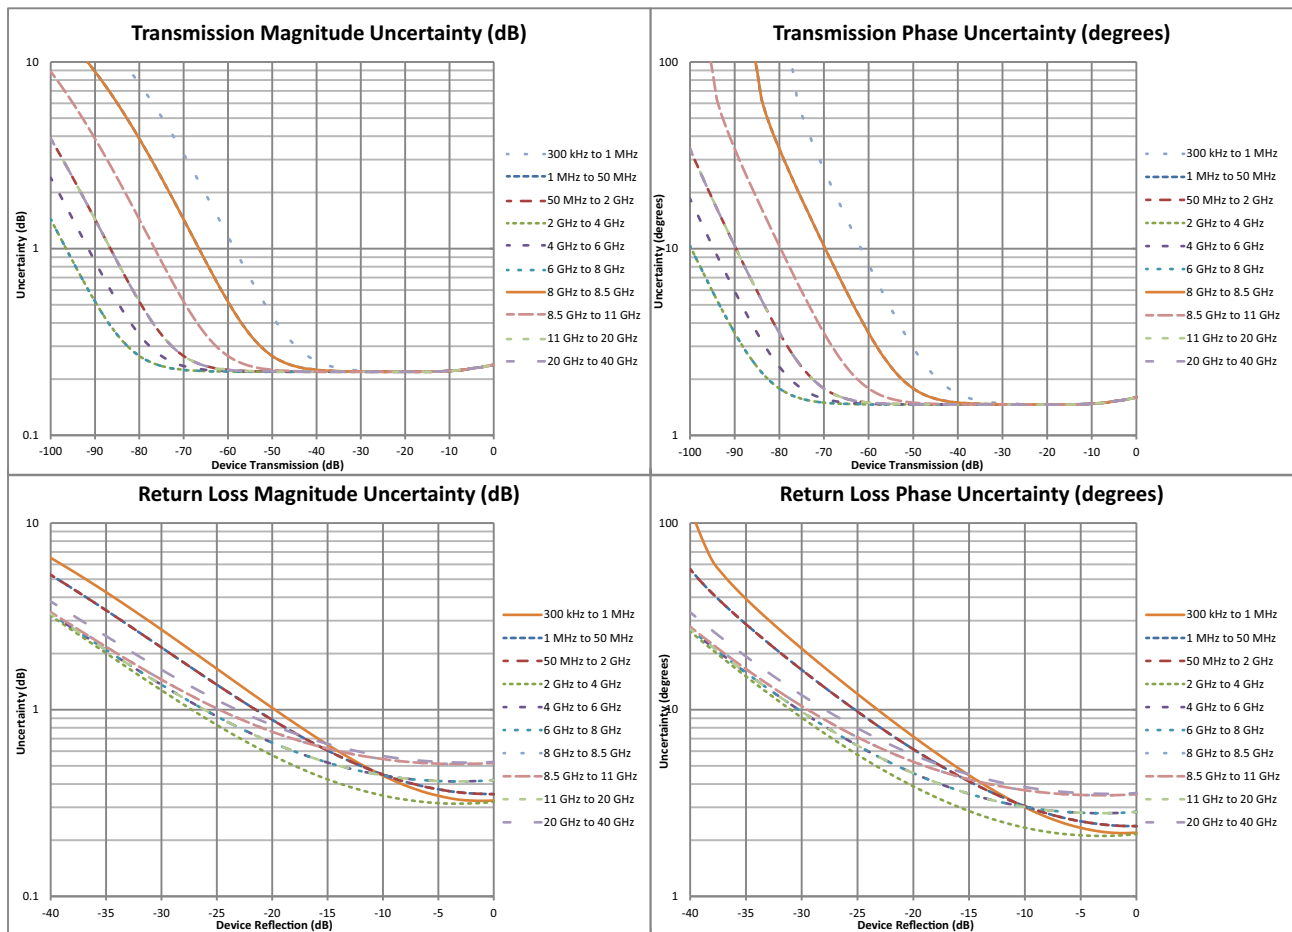 Transmission Magnitude Uncertainty (dB)
10
1
0.1
Uncertainty (dB)
-100 -90 -80 -70 -60 -50 -40 -30 -20 -10 0
Device Transmission (dB)
300 kHz to 1 MHz
1 MHz to 50 MHz
50 MHz to 2 GHz
2 GHz to 4 GHz
4 GHz to 6 GHz
6 GHz to 8 GHz
8 GHz to 8.5 GHz
8.5 GHz to 11 GHz
11 GHz to 20 GHz
20 GHz to 40 GHz
Transmission Phase Uncertainty (degrees)
100
10
1
Uncertainty (degrees)
-100 -90 -80 -70 -60 -50 -40 -30 -20 -10 0
Device Transmission (dB)
300 kHz to 1 MHz
1 MHz to 50 MHz
50 MHz to 2 GHz
2 GHz to 4 GHz
4 GHz to 6 GHz
6 GHz to 8 GHz
8 GHz to 8.5 GHz
8.5 GHz to 11 GHz
11 GHz to 20 GHz
20 GHz to 40 GHz
Return Loss Magnitude Uncertainty (dB)
10
1
0.1
Uncertainty (dB)
-40 -35 -30 -25 -20 -15 -10 -5 0
Device Reflection (dB)
300 kHz to 1 MHz
1 MHz to 50 MHz
50 MHz to 2 GHz
2 GHz to 4 GHz
4 GHz to 6 GHz
6 GHz to 8 GHz
8 GHz to 8.5 GHz
8.5 GHz to 11 GHz
11 GHz to 20 GHz
20 GHz to 40 GHz
Return Loss Phase Uncertainty (degrees)
100
10
1
Uncertainty (degrees)
-40 -35 -30 -25 -20 -15 -10 -5 0
Device Reflection (dB)
300 kHz to 1 MHz
1 MHz to 50 MHz
50 MHz to 2 GHz
2 GHz to 4 GHz
4 GHz to 6 GHz
6 GHz to 8 GHz
8 GHz to 8.5 GHz
8.5 GHz to 11 GHz
11 GHz to 20 GHz
20 GHz to 40 GHz